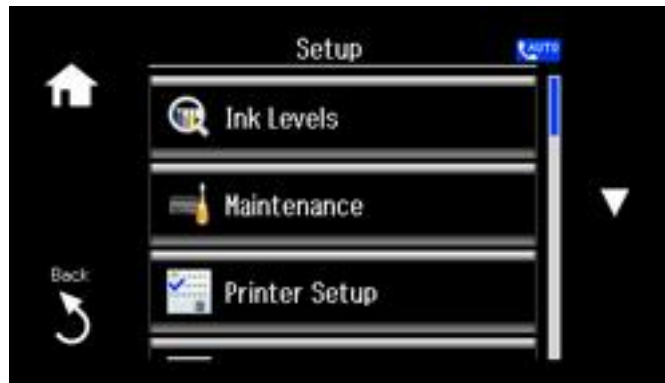 Setup
AUTO
Ink Levels
Maintenance
Printer Setup
Back